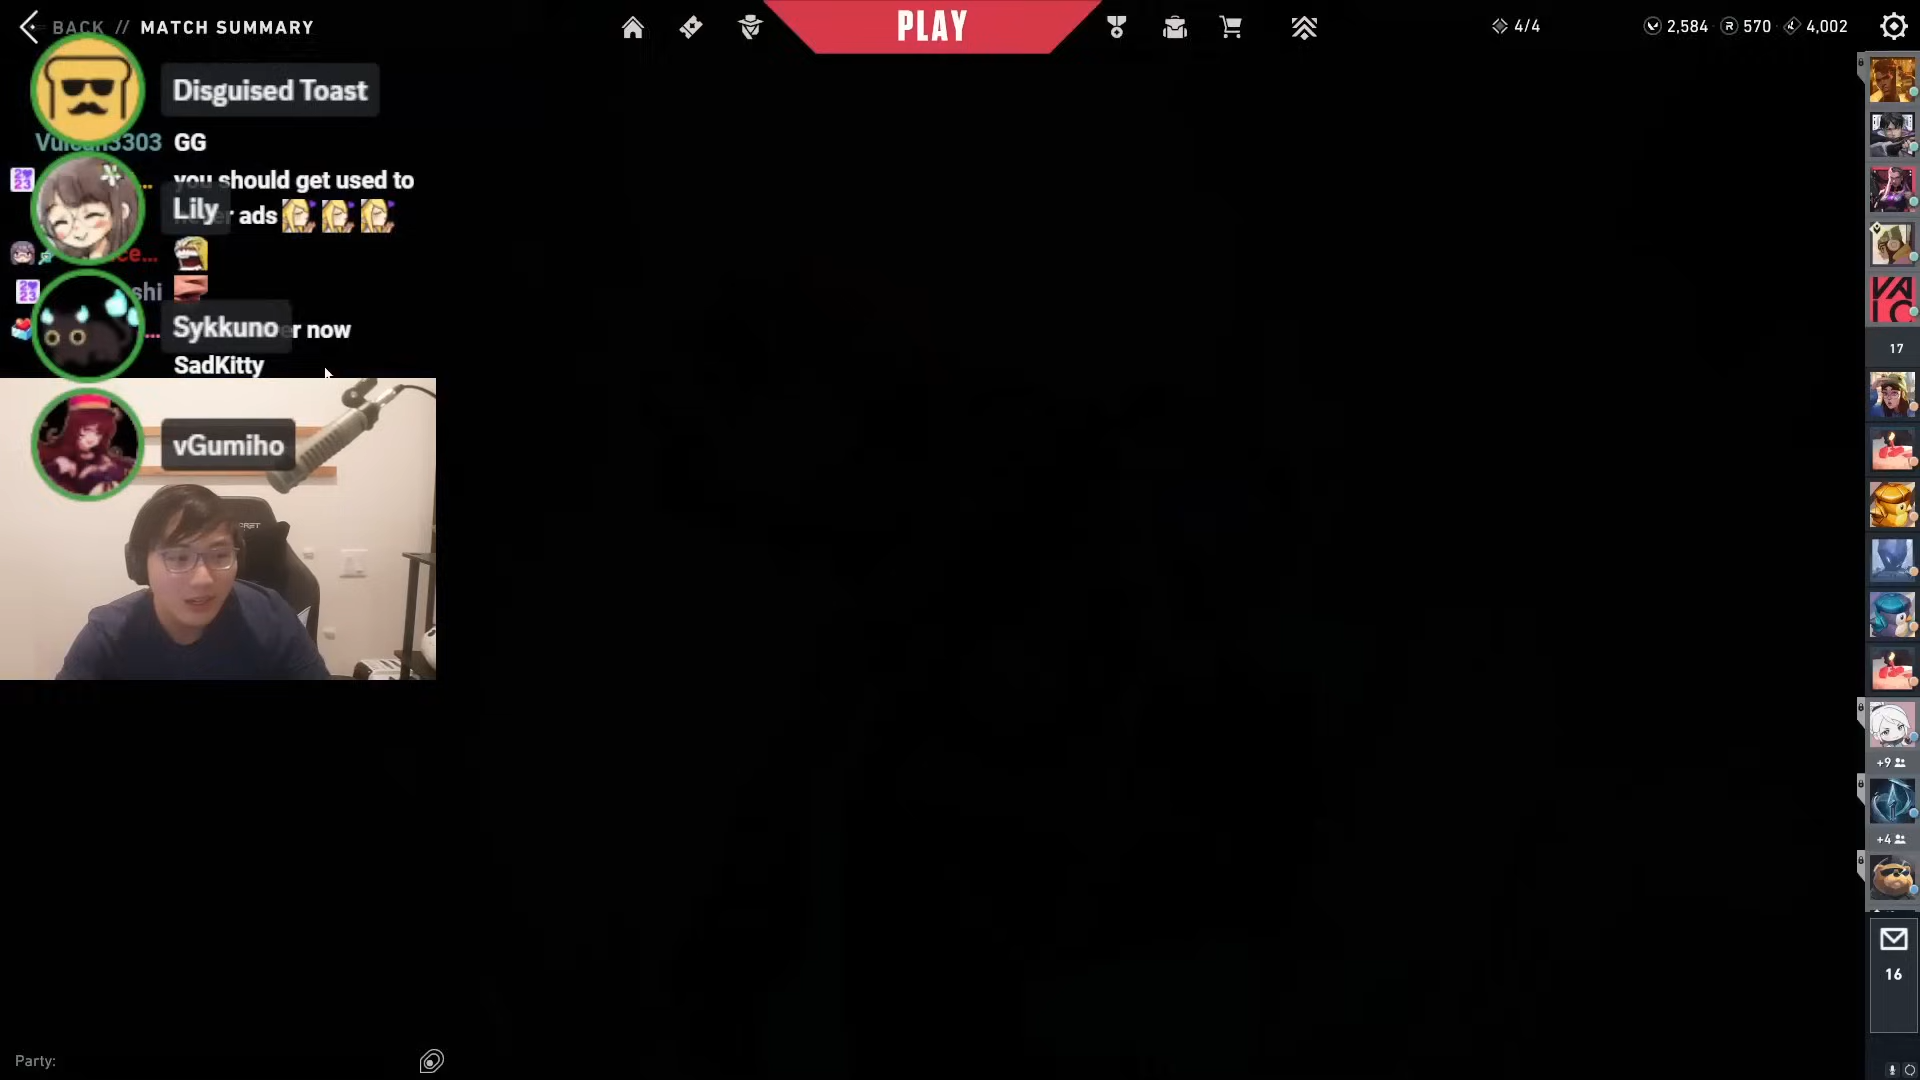 BACK // MATCH SUMMARY
PLAY
4/4
2,584
570
4,002
Disguised Toast
GG
you should get used to
Lily
ads
Sykkuno
r now
SadKitty
vGumiho
17
+9
+4
16
Party: